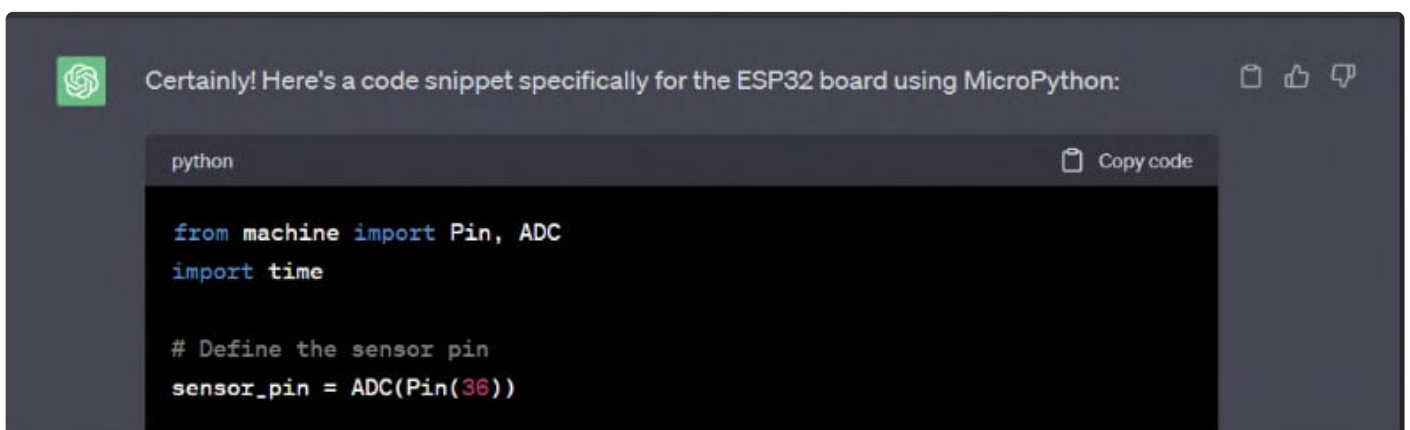 Certainly! Here's a code snippet specifically for the ESP32 board using MicroPython:
python
Copy code
from machine import Pin, ADC
import time
# Define the sensor pin
sensor_pin = ADC(Pin(36))